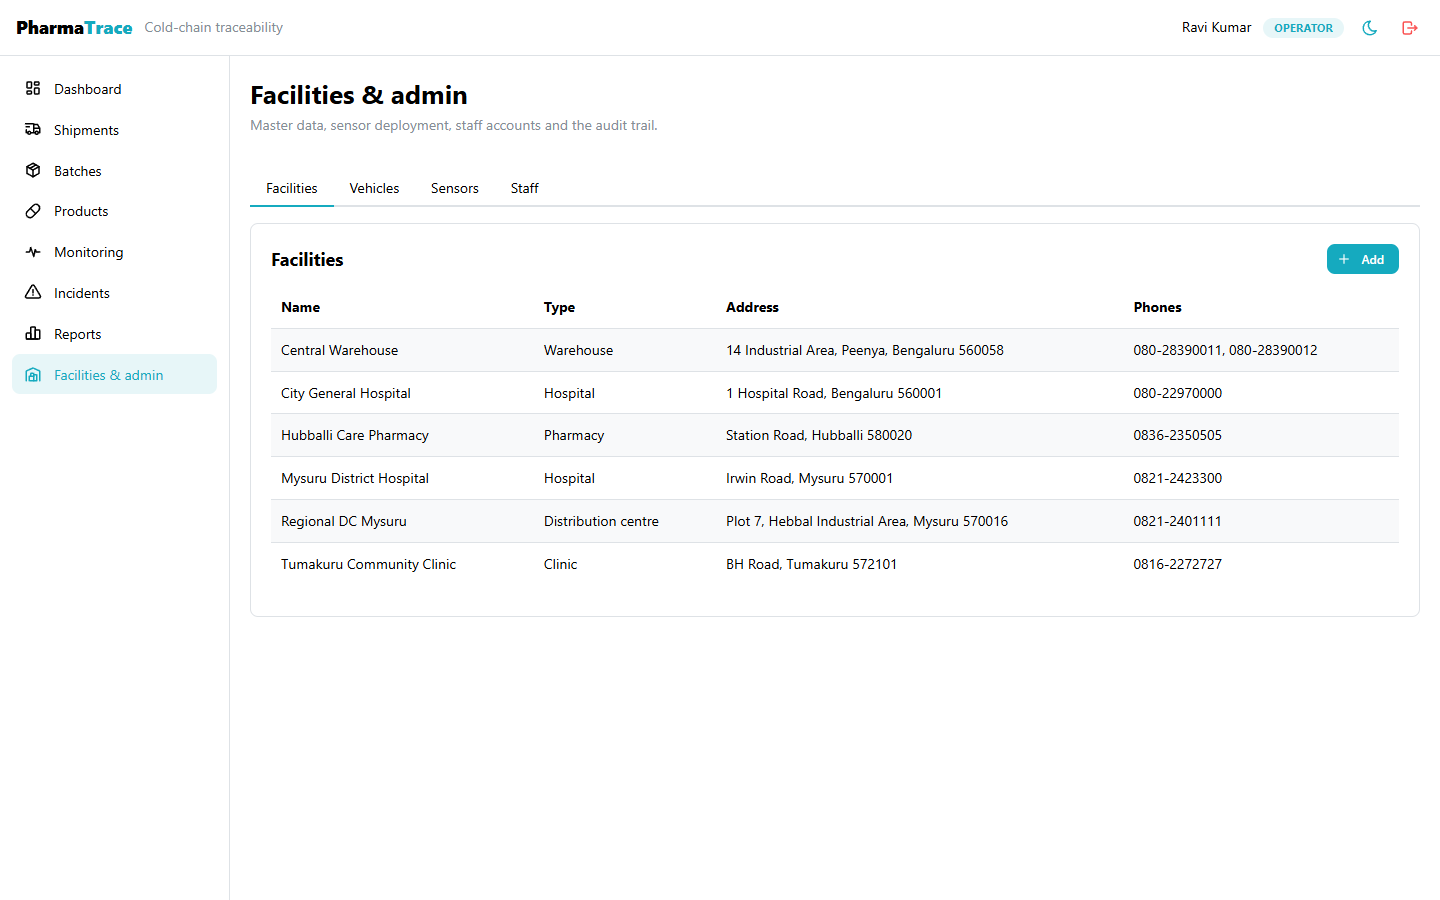 PharmaTrace Cold-chain traceability Ravi Kumar OPERATOR
Dashboard
Shipments
Batches
Products
Monitoring
Incidents
Reports
Facilities & admin
Facilities & admin
Master data, sensor deployment, staff accounts and the audit trail.
Facilities Vehicles Sensors Staff
Facilities + Add
Name Type Address Phones
Central Warehouse Warehouse 14 Industrial Area, Peenya, Bengaluru 560058 080-28390011, 080-28390012
City General Hospital Hospital 1 Hospital Road, Bengaluru 560001 080-22970000
Hubballi Care Pharmacy Pharmacy Station Road, Hubballi 580020 0836-2350505
Mysuru District Hospital Hospital Irwin Road, Mysuru 570001 0821-2423300
Regional DC Mysuru Distribution centre Plot 7, Hebbal Industrial Area, Mysuru 570016 0821-2401111
Tumakuru Community Clinic Clinic BH Road, Tumakuru 572101 0816-2272727